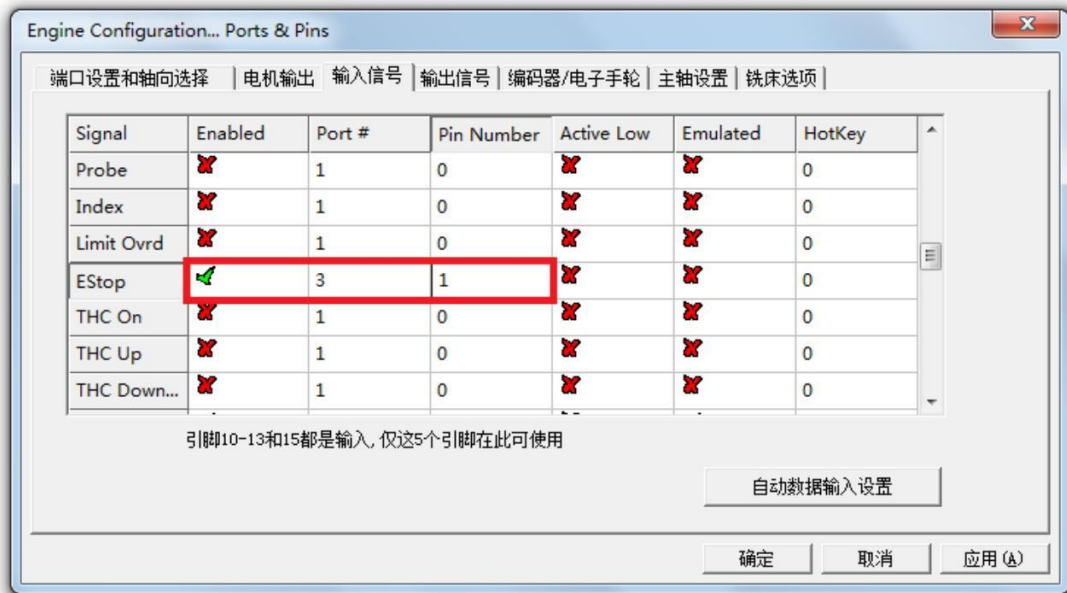 Engine Configuration... Ports & Pins
端口设置和轴向选择 电机输出 输入信号 输出信号 编码器/电子手轮 主轴设置 铣床选项
Signal Enabled Port # Pin Number Active Low Emulated HotKey
Probe 1 0 0
Index 1 0 0
Limit Ovrd 1 0 0
EStop 3 1 0
THC On 1 0 0
THC Up 1 0 0
THC Down... 1 0 0
引脚10-13和15都是输入,仅这5个引脚在此可使用
自动数据输入设置
确定 取消 应用(A)